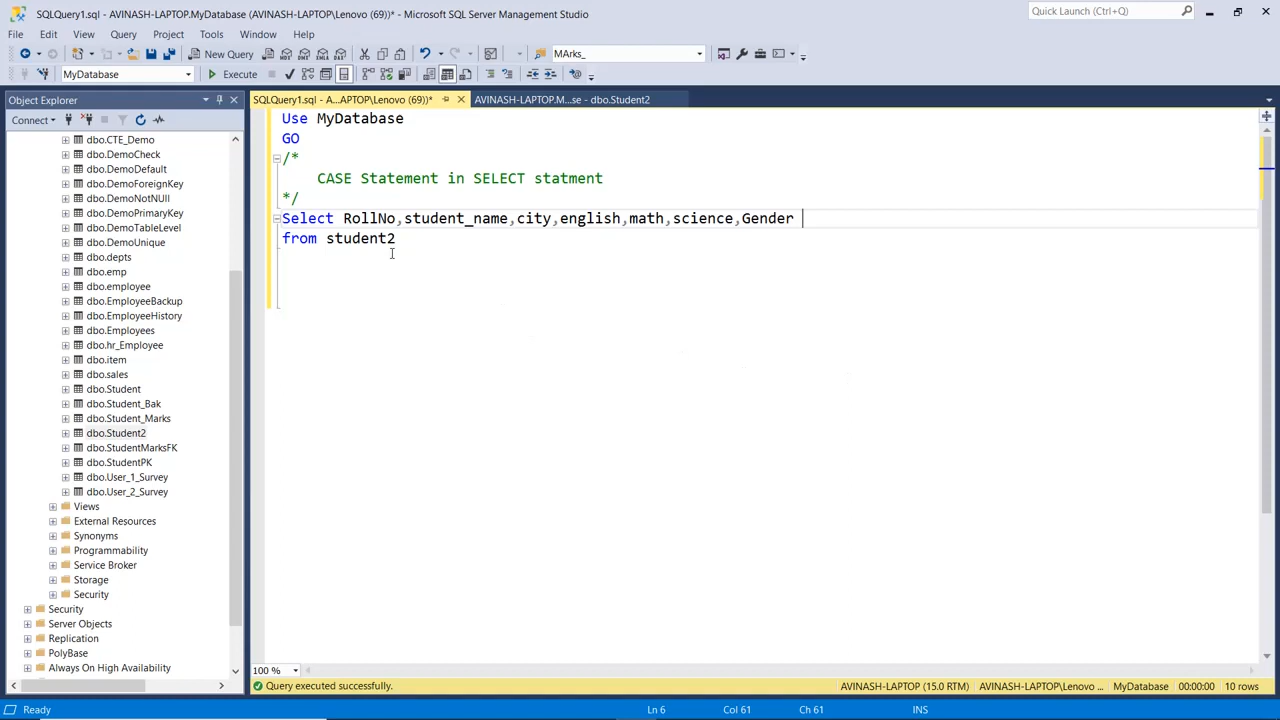 SQLQuery1.sql - AVINASH-LAPTOP.MyDatabase (AVINASH-LAPTOP\Lenovo (69))* - Microsoft SQL Server Management Studio
Quick Launch (Ctrl+Q)
File Edit View Query Project Tools Window Help
New Query MDX DMX XMLA DAX MArks_
MyDatabase Execute
Object Explorer
SQLQuery1.sql - A...APTOP\Lenovo (69))* AVINASH-LAPTOP.M...se - dbo.Student2
Connect
dbo.CTE_Demo
dbo.DemoCheck
dbo.DemoDefault
dbo.DemoForeignKey
dbo.DemoNotNUll
dbo.DemoPrimaryKey
dbo.DemoTableLevel
dbo.DemoUnique
dbo.depts
dbo.emp
dbo.employee
dbo.EmployeeBackup
dbo.EmployeeHistory
dbo.Employees
dbo.hr_Employee
dbo.item
dbo.sales
dbo.Student
dbo.Student_Bak
dbo.Student_Marks
dbo.Student2
dbo.StudentMarksFK
dbo.StudentPK
dbo.User_1_Survey
dbo.User_2_Survey
Views
External Resources
Synonyms
Programmability
Service Broker
Storage
Security
Security
Server Objects
Replication
PolyBase
Always On High Availability
Use MyDatabase
GO
/*
CASE Statement in SELECT statment
*/
Select RollNo,student_name,city,english,math,science,Gender
from student2
100 %
Query executed successfully. AVINASH-LAPTOP (15.0 RTM) AVINASH-LAPTOP\Lenovo ... MyDatabase 00:00:00 10 rows
Ready Ln 6 Col 61 Ch 61 INS